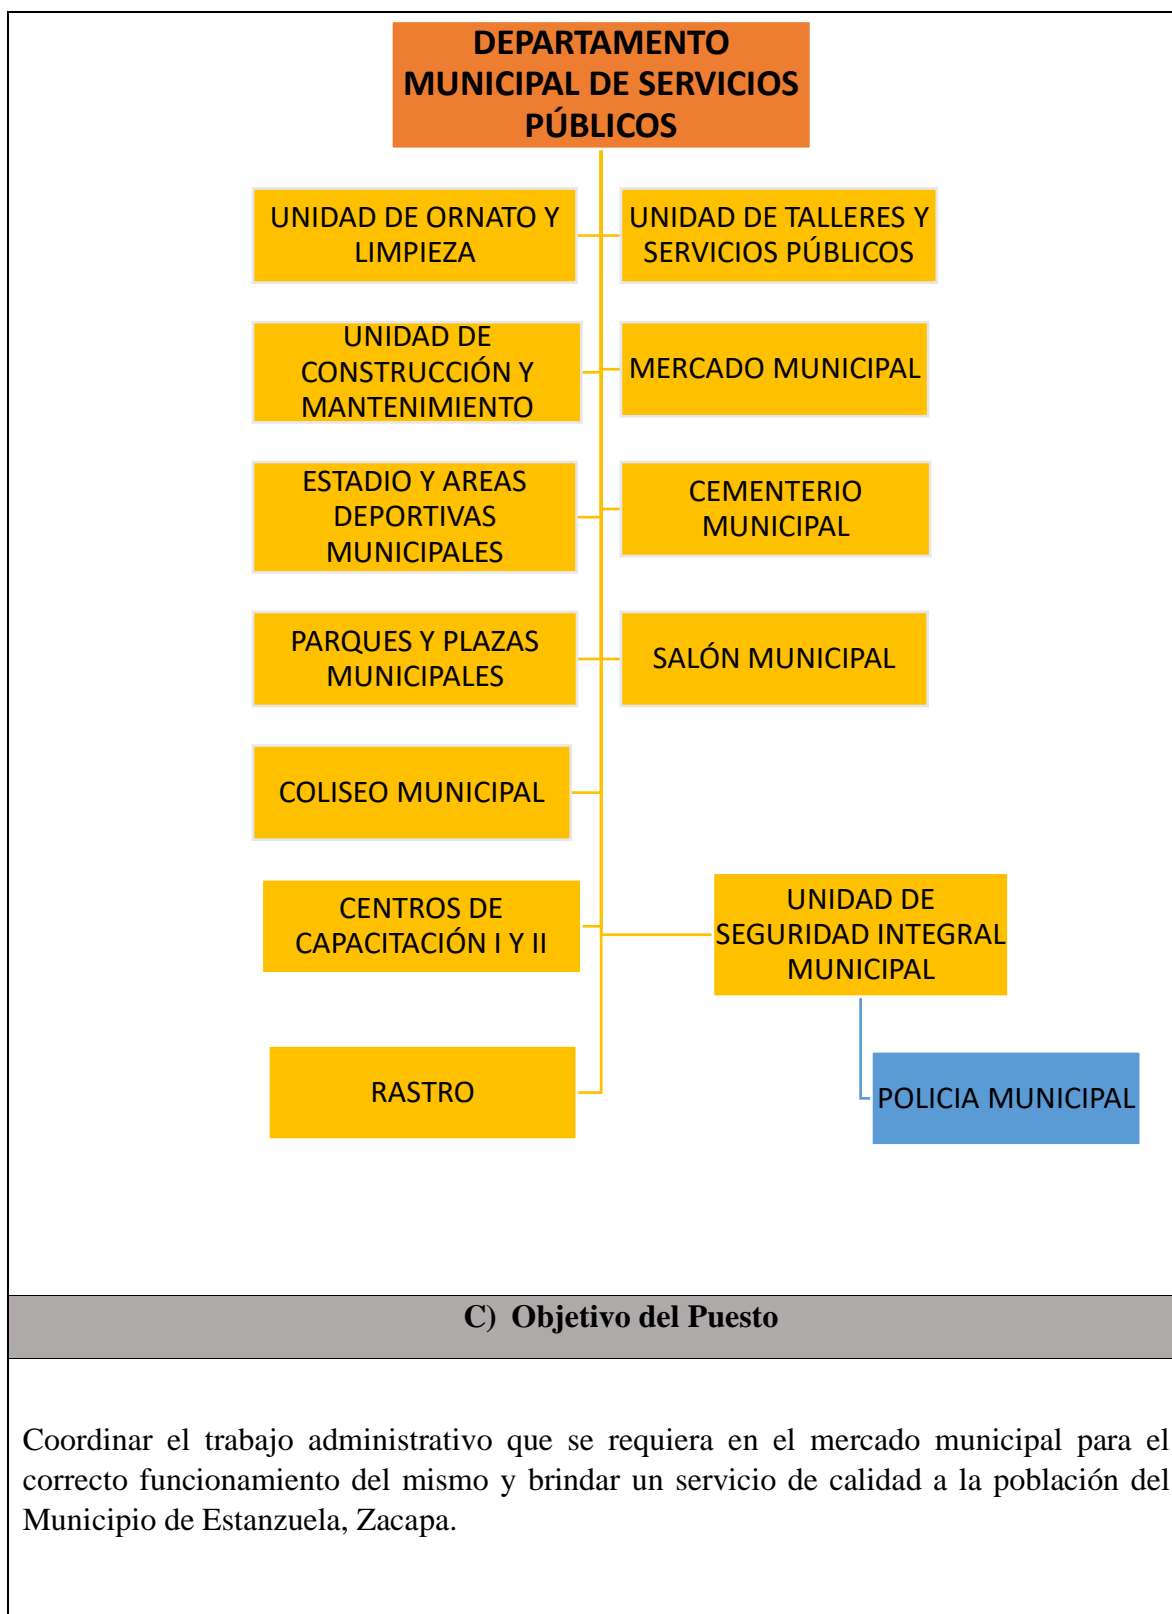 DEPARTAMENTO
MUNICIPAL DE SERVICIOS
PÚBLICOS
UNIDAD DE ORNATO Y
LIMPIEZA
UNIDAD DE TALLERES Y
SERVICIOS PÚBLICOS
UNIDAD DE
CONSTRUCCIÓN Y
MANTENIMIENTO
MERCADO MUNICIPAL
ESTADIO Y AREAS
DEPORTIVAS
MUNICIPALES
CEMENTERIO
MUNICIPAL
PARQUES Y PLAZAS
MUNICIPALES
SALÓN MUNICIPAL
COLISEO MUNICIPAL
CENTROS DE
CAPACITACIÓN I Y II
UNIDAD DE
SEGURIDAD INTEGRAL
MUNICIPAL
RASTRO
POLICIA MUNICIPAL
C) Objetivo del Puesto
Coordinar el trabajo administrativo que se requiera en el mercado municipal para el
correcto funcionamiento del mismo y brindar un servicio de calidad a la población del
Municipio de Estanzuela, Zacapa.